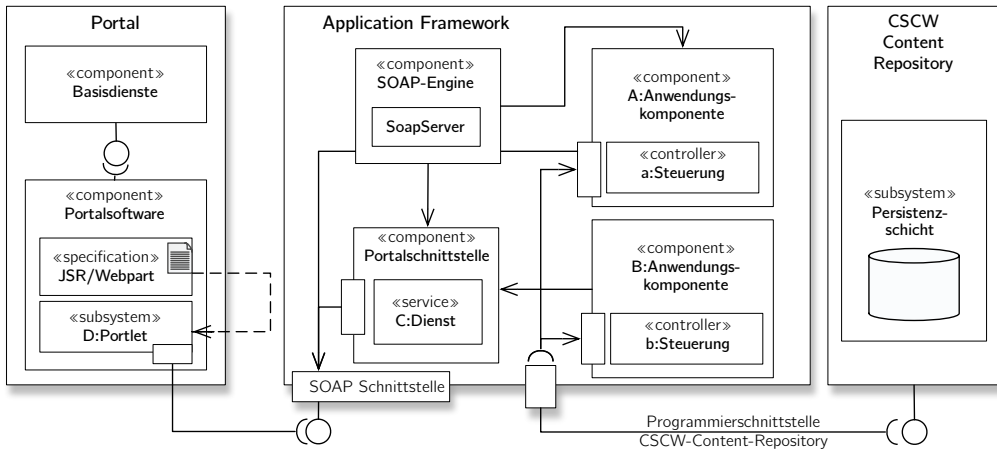 Portal
«component»
Basisdienste
«component»
Portalsoftware
«specification»
JSR/Webpart
«subsystem»
D:Portlet
Application Framework
«component»
SOAP-Engine
SoapServer
«component»
A:Anwendungs-
komponente
«controller»
a:Steuerung
«component»
Portalschnittstelle
«service»
C:Dienst
«component»
B:Anwendungs-
komponente
«controller»
b:Steuerung
SOAP Schnittstelle
CSCW
Content
Repository
«subsystem»
Persistenz-
schicht
Programmierschnittstelle
CSCW-Content-Repository